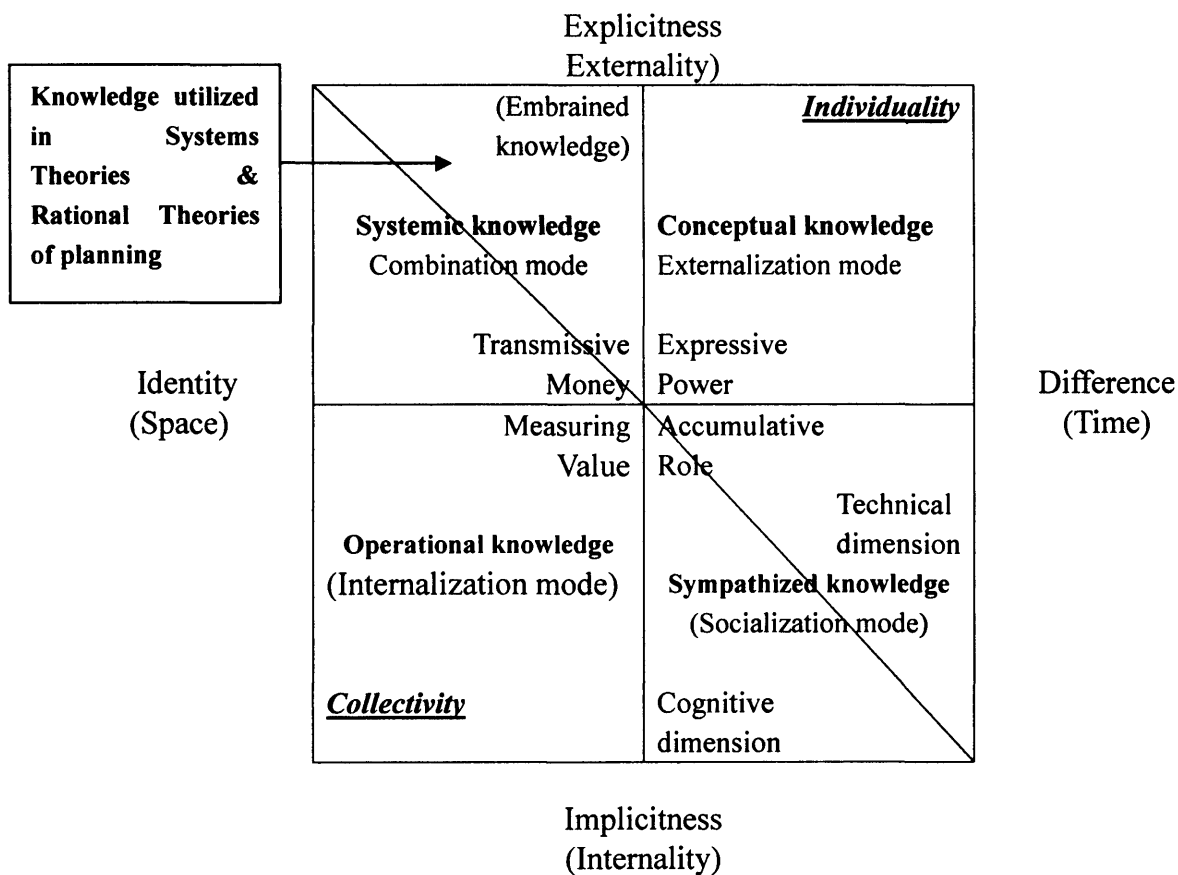 Explicitness
Externality)
Knowledge utilized
in Systems
Theories &
Rational Theories
of planning
(Embrained
knowledge)
Individuality
Systemic knowledge
Combination mode
Conceptual knowledge
Externalization mode
Transmissive
Money
Expressive
Power
Identity
(Space)
Difference
(Time)
Measuring
Value
Accumulative
Role
Technical
dimension
Operational knowledge
(Internalization mode)
Sympathized knowledge
(Socialization mode)
Collectivity
Cognitive
dimension
Implicitness
(Internality)